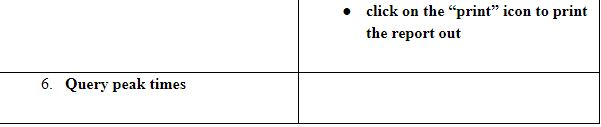 • click on the “print” icon to print
the report out
6. Query peak times